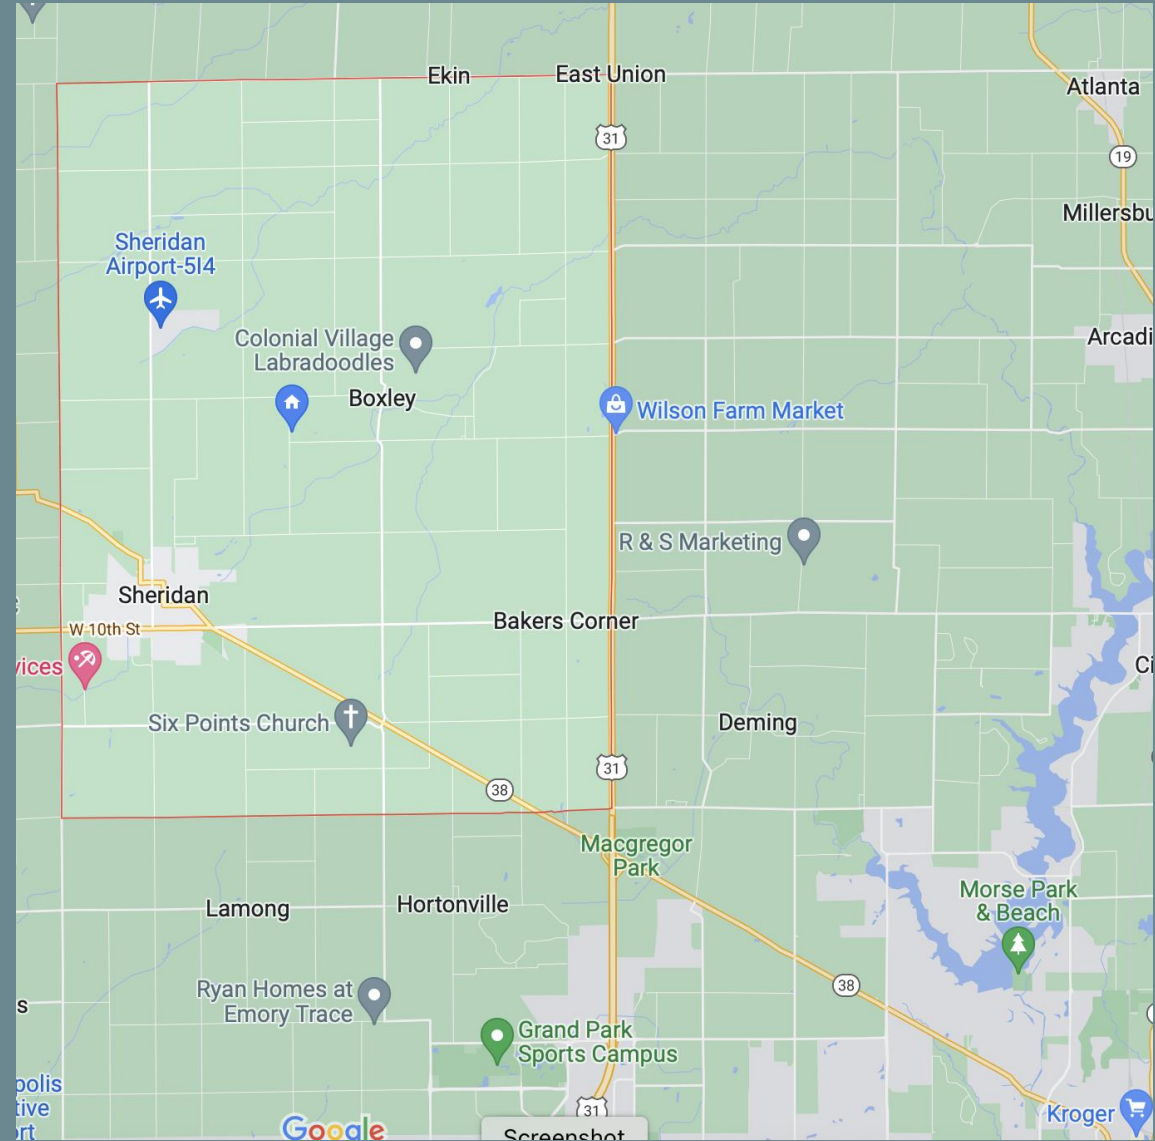 Ekin
East Union
Atlanta
31
19
Millersbu
Sheridan
Airport-5I4
Colonial Village
Labradoodles
Arcadi
Boxley
Wilson Farm Market
R & S Marketing
Sheridan
Bakers Corner
W 10th St
vices
Ci
Six Points Church
Deming
31
38
Macgregor
Park
Morse Park
& Beach
Lamong
Hortonville
38
Ryan Homes at
Emory Trace
s
Grand Park
Sports Campus
polis
tive
ort
31
Kroger
Google
Screenshot